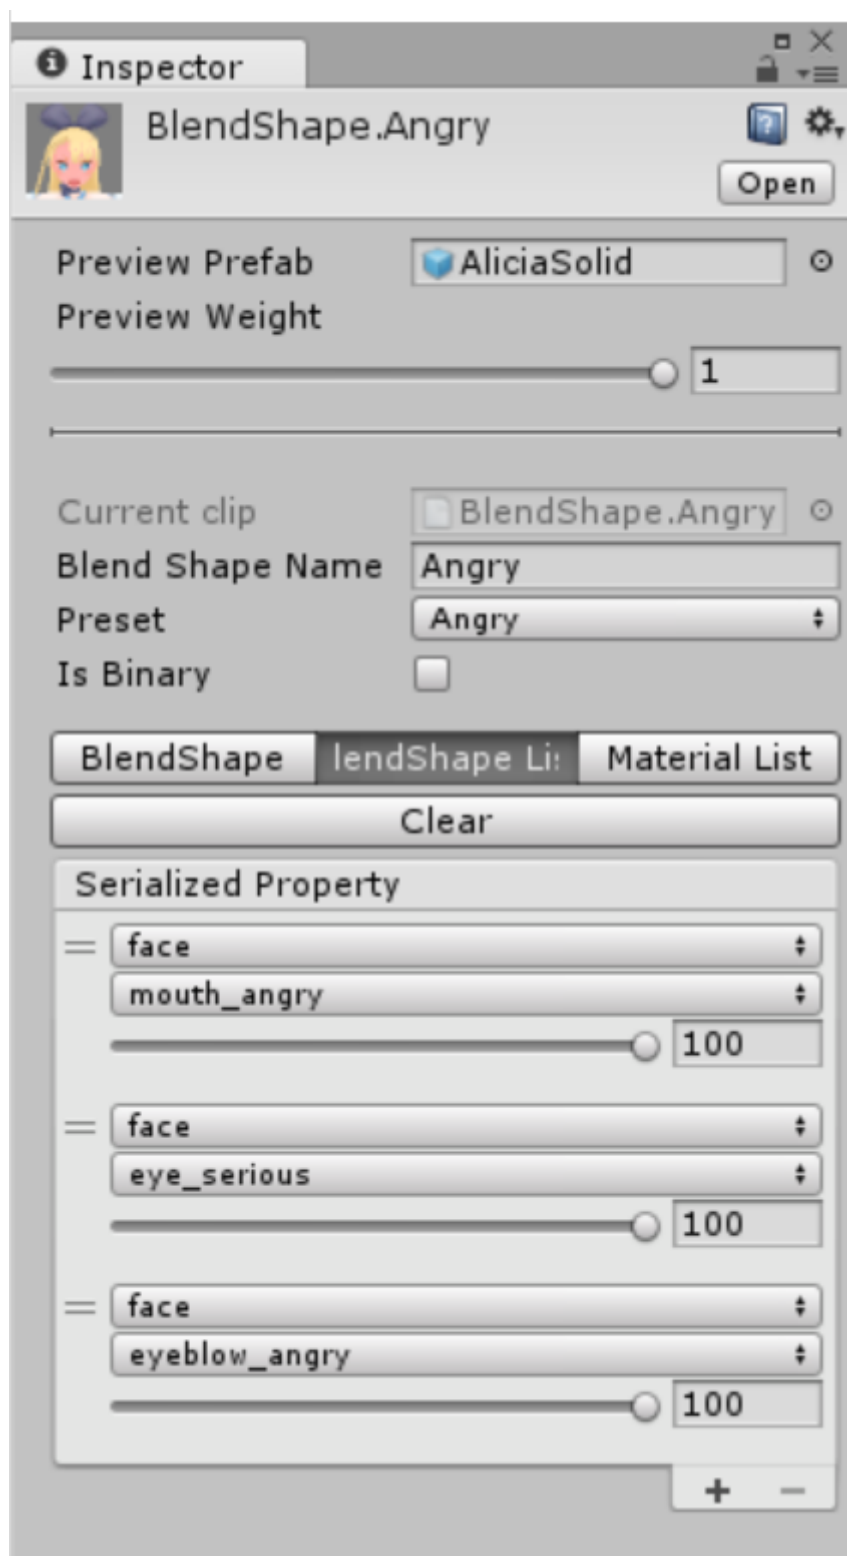 Inspector
BlendShape.Angry
Open
Preview Prefab AliciaSolid
Preview Weight
1
Current clip BlendShape.Angry
Blend Shape Name Angry
Preset Angry
Is Binary
BlendShape lendShape Li Material List
Clear
Serialized Property
face
mouth_angry
100
face
eye_serious
100
face
eyeblow_angry
100